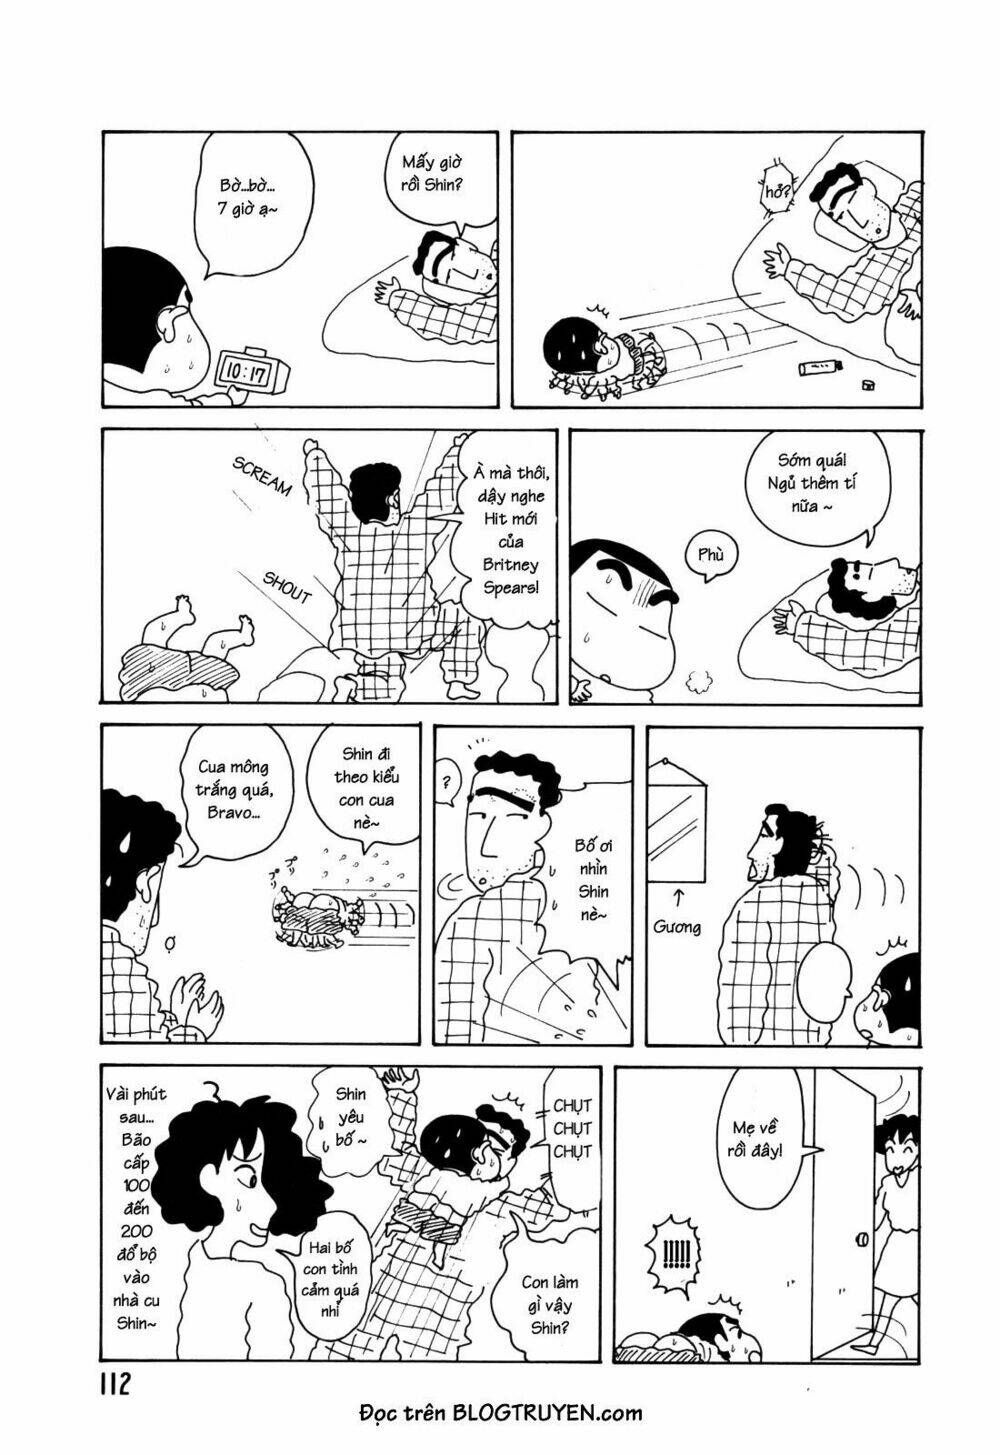 hở?
Mấy giờ
rồi Shin?
Bờ...bờ...
7 giờ ạ~
10:17
Sớm quá!
Ngủ thêm tí
nữa ~
Phù
À mà thôi,
dậy nghe
Hit mới
của
Britney
Spears!
SCREAM
SHOUT
Gương
Bố ơi
nhìn
Shin
nè~
?
Shin đi
theo kiểu
con cua
nè~
Cua mông
trắng quá,
Bravo...
プリ
プリ
Mẹ về
rồi đây!
!!!!!
CHỤT
CHỤT
CHỤT
Shin
yêu
bố ~
Con làm
gì vậy
Shin?
Hai bố
con tình
cảm quá
nhỉ
Vài phút
sau...
Bão
cấp
100
đến
200
đổ bộ
vào
nhà cu
Shin~
112
Đọc trên BLOGTRUYEN.com